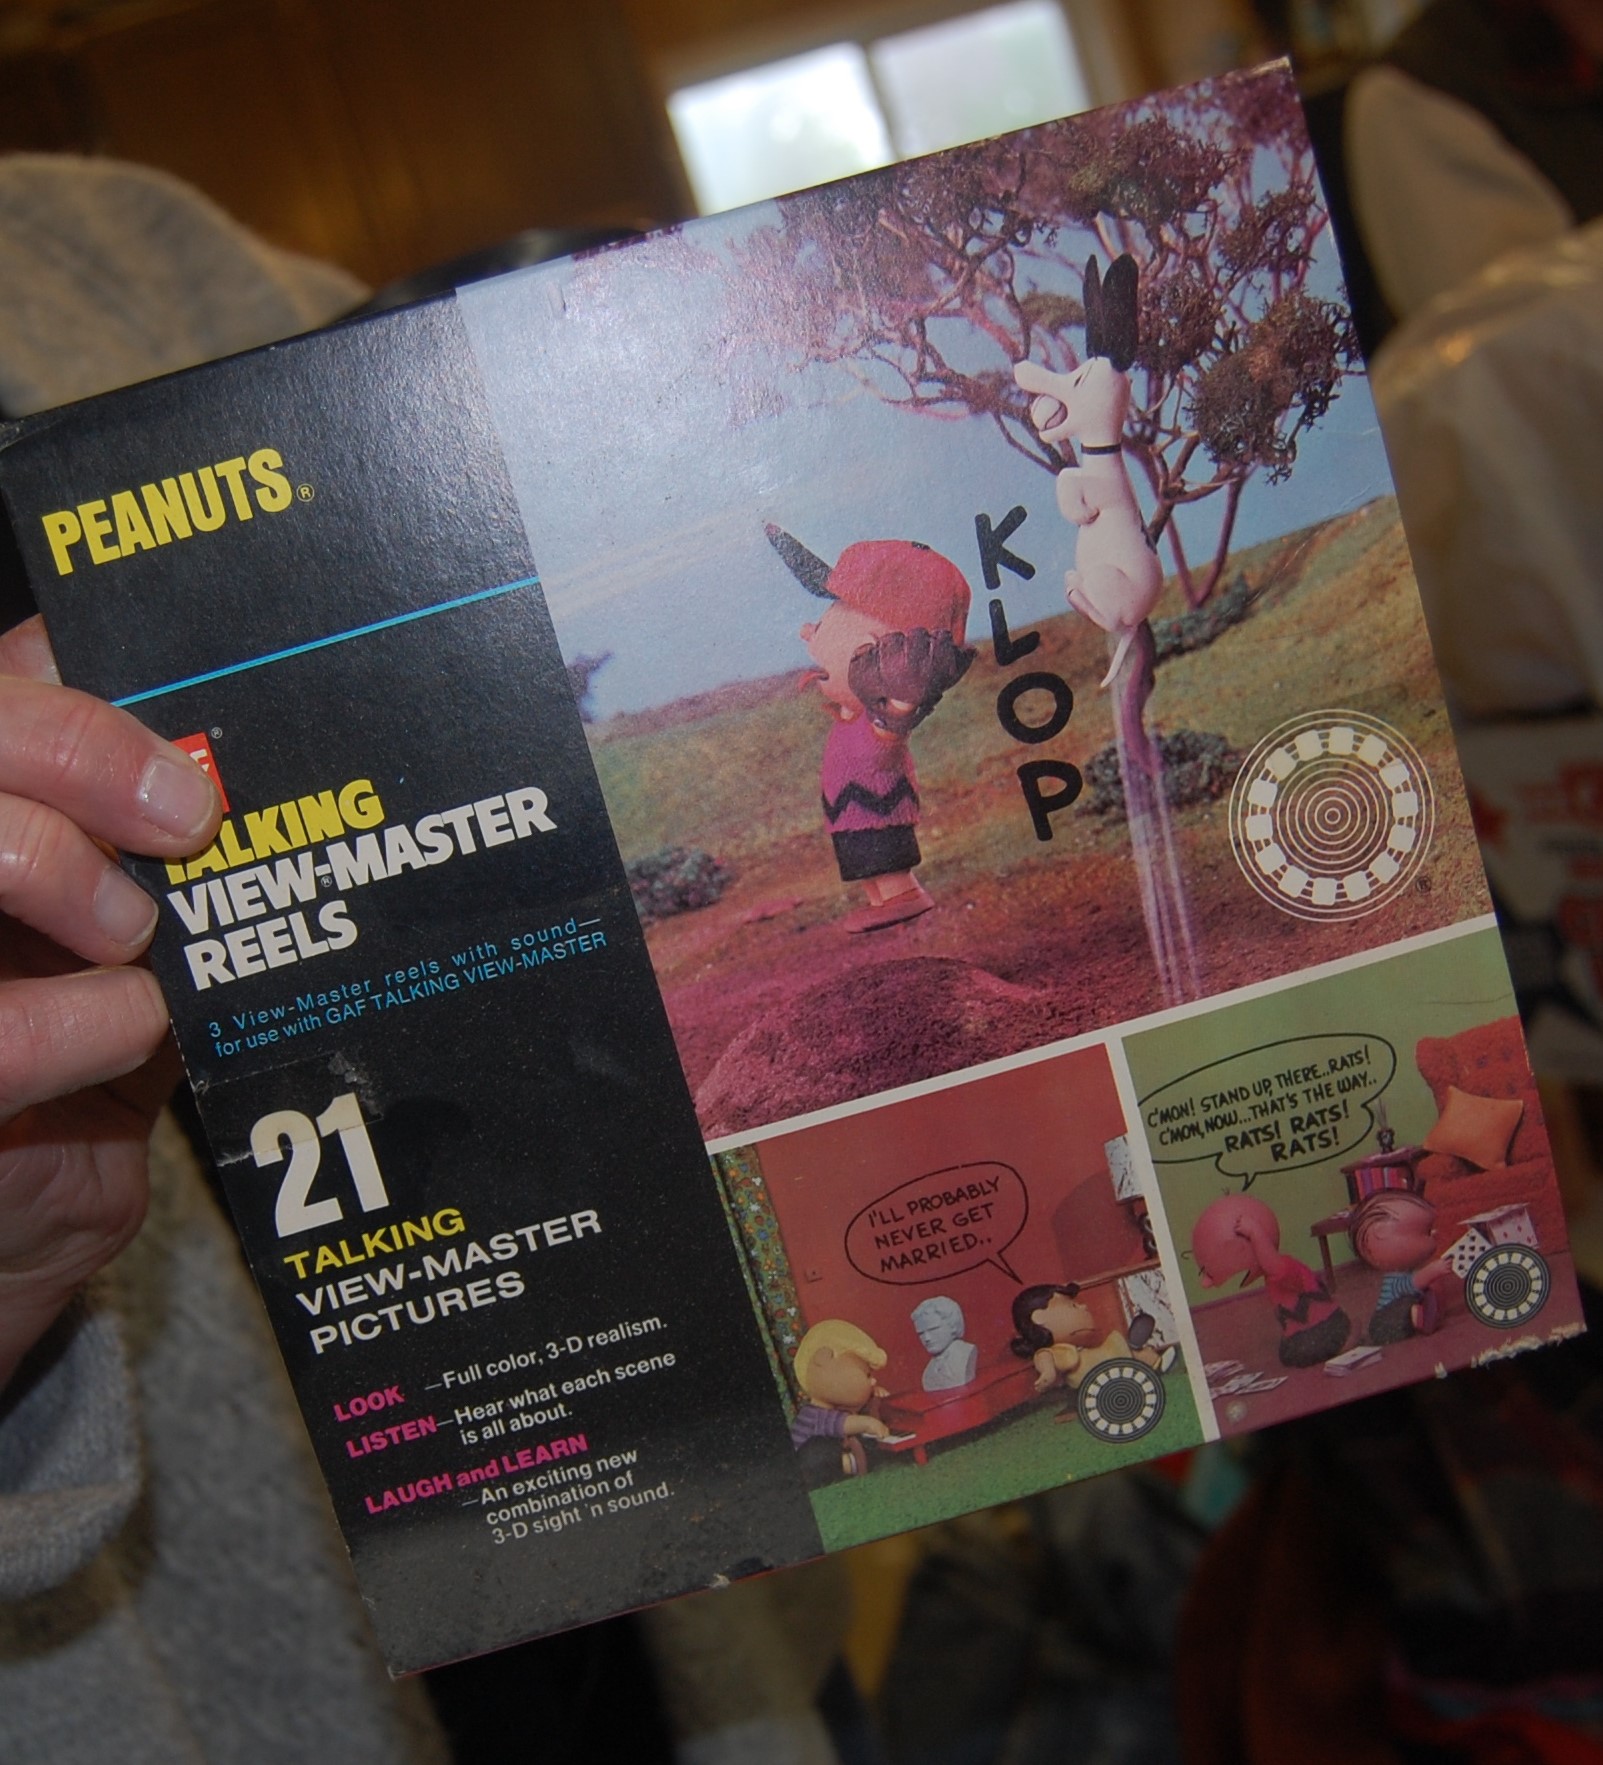 PEANUTS®
®
TALKING
VIEW-MASTER®
REELS
3 View-Master reels with sound—
for use with GAF TALKING VIEW-MASTER
21
TALKING
VIEW-MASTER
PICTURES
LOOK —Full color, 3-D realism.
LISTEN—Hear what each scene
is all about.
LAUGH and LEARN
—An exciting new
combination of
3-D sight 'n sound.
KLOP
®
I'LL PROBABLY
NEVER GET
MARRIED..
C'MON! STAND UP, THERE..RATS!
C'MON, NOW...THAT'S THE WAY..
RATS! RATS!
RATS!